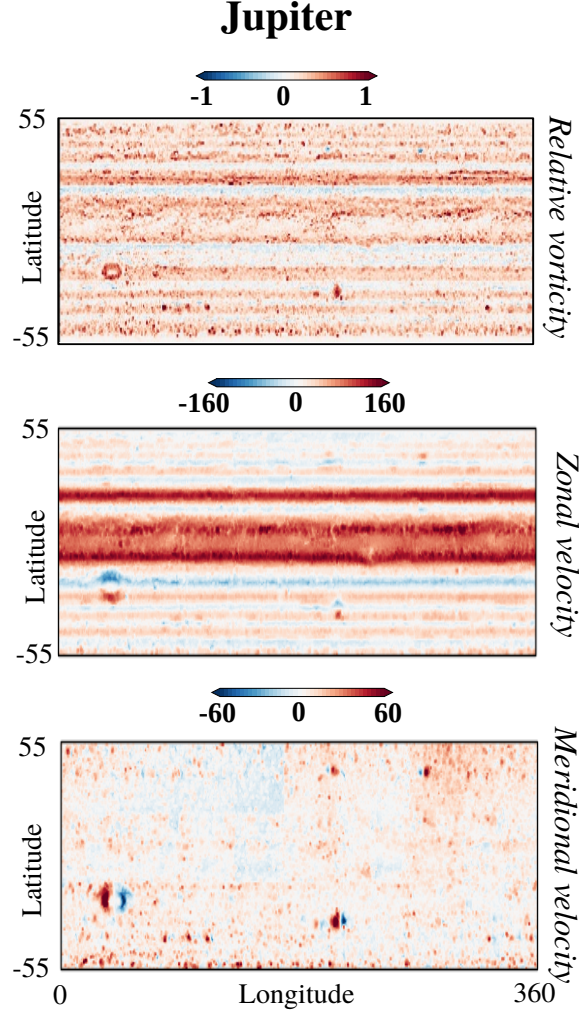 Jupiter
-1 0 1
55
Latitude
-55
Relative vorticity
-160 0 160
55
Latitude
-55
Zonal velocity
-60 0 60
55
Latitude
-55
Meridional velocity
0 Longitude 360